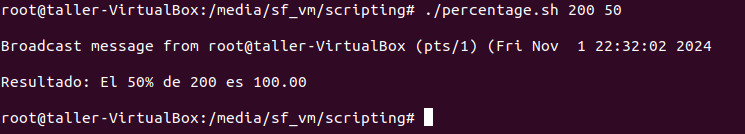 root@taller-VirtualBox:/media/sf_vm/scripting# ./percentage.sh 200 50
Broadcast message from root@taller-VirtualBox (pts/1) (Fri Nov  1 22:32:02 2024
Resultado: El 50% de 200 es 100.00
root@taller-VirtualBox:/media/sf_vm/scripting#